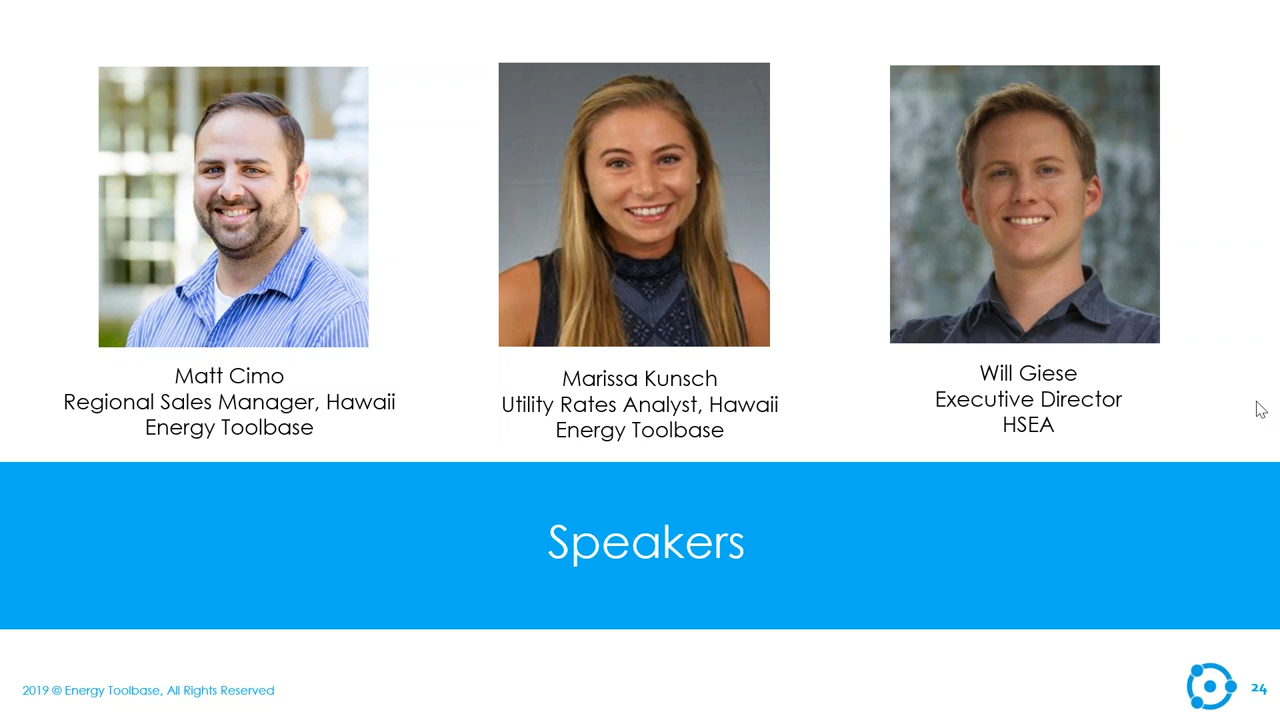 Matt Cimo
Regional Sales Manager, Hawaii
Energy Toolbase
Marissa Kunsch
Utility Rates Analyst, Hawaii
Energy Toolbase
Will Giese
Executive Director
HSEA
Speakers
2019 © Energy Toolbase, All Rights Reserved
24